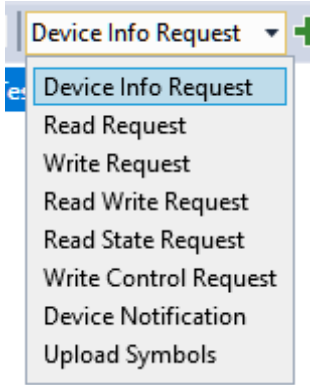 Device Info Request
Device Info Request
Read Request
Write Request
Read Write Request
Read State Request
Write Control Request
Device Notification
Upload Symbols